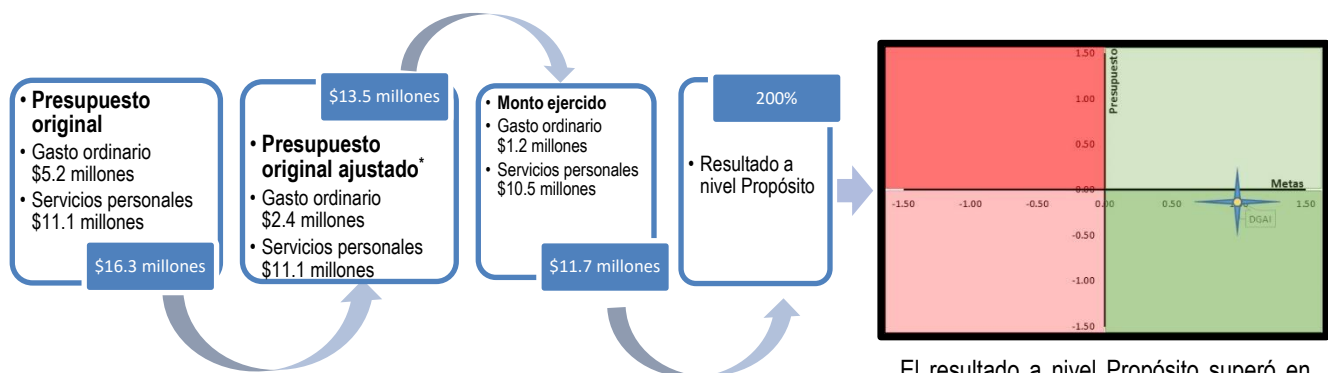 • Presupuesto
original
• Gasto ordinario
$5.2 millones
• Servicios personales
$11.1 millones
$16.3 millones
$13.5 millones
• Presupuesto
original ajustado*
• Gasto ordinario
$2.4 millones
• Servicios personales
$11.1 millones
• Monto ejercido
• Gasto ordinario
$1.2 millones
• Servicios personales
$10.5 millones
$11.7 millones
200%
• Resultado a
nivel Propósito
Presupuesto
1.50
1.00
0.50
0.00
Metas
-1.50
-1.00
-0.50
0.00
0.50
1.50
DGAI
-0.50
-1.00
-1.50
El resultado a nivel Propósito superó en